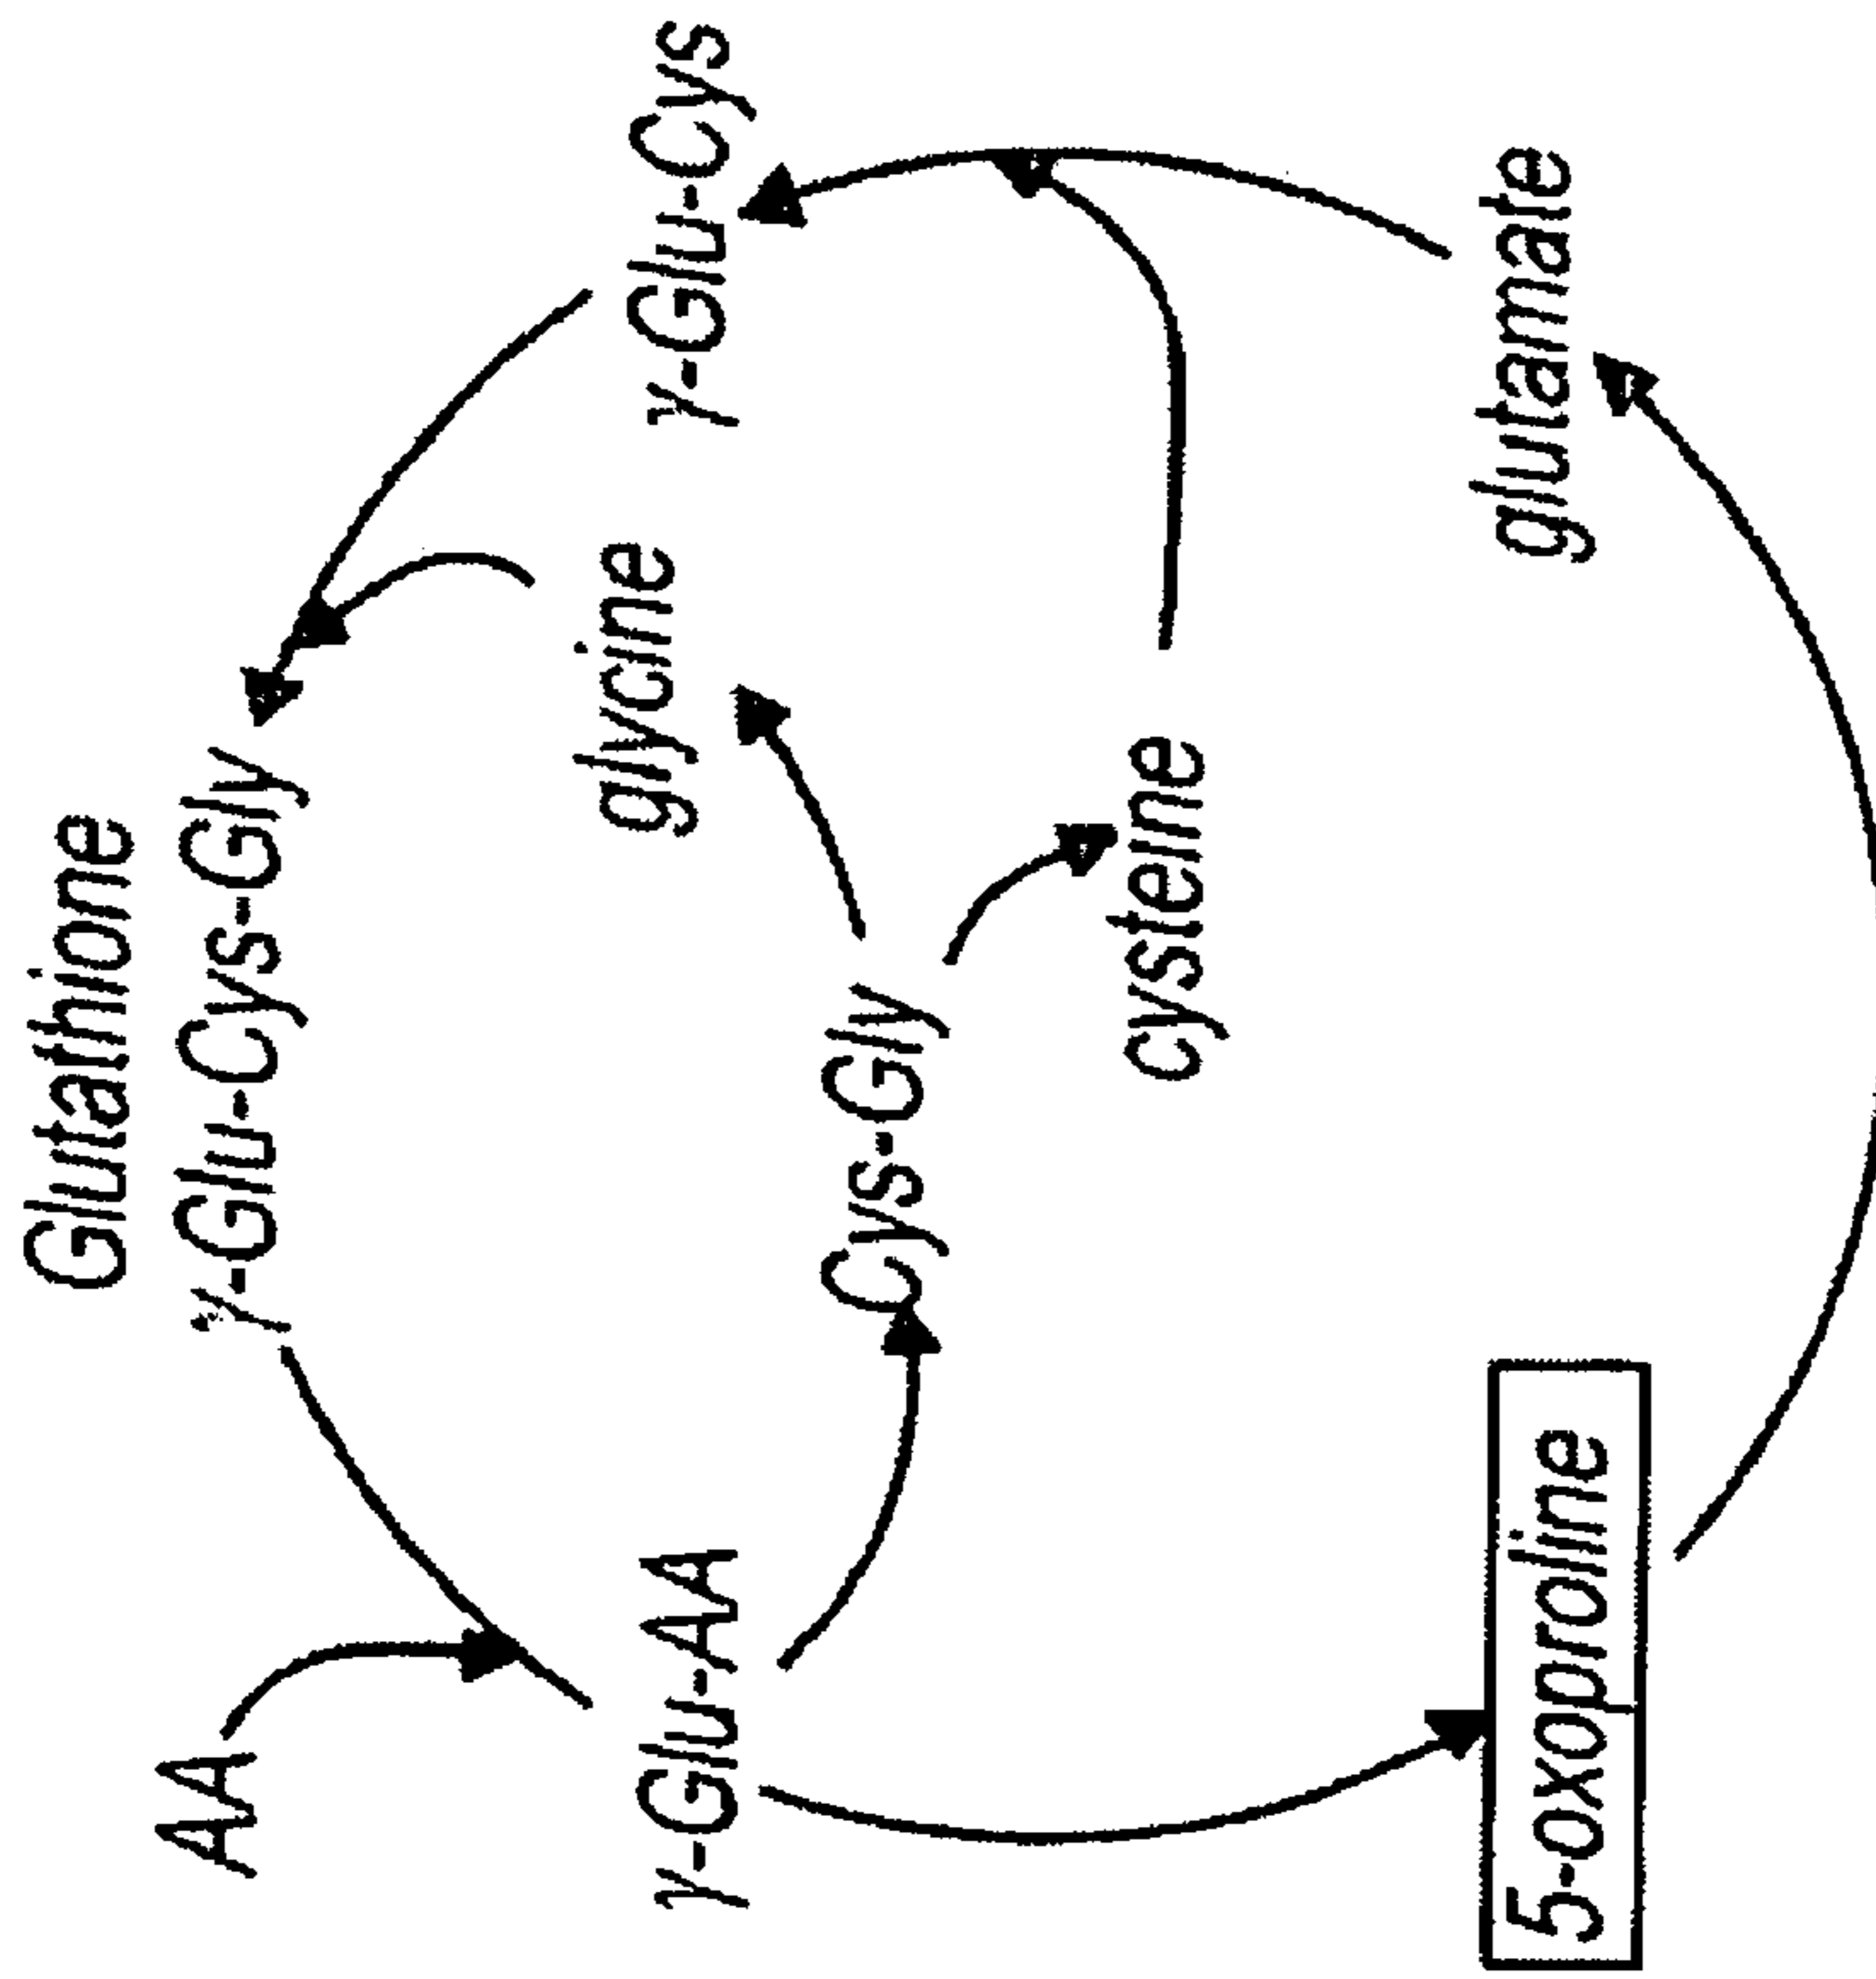 Glutathione
γ-Glu-Cys-Gly
AA
γ-Glu-AA
glycine
γ-Glu-Cys
Cys-Gly
cysteine
5-oxoproline
glutamate